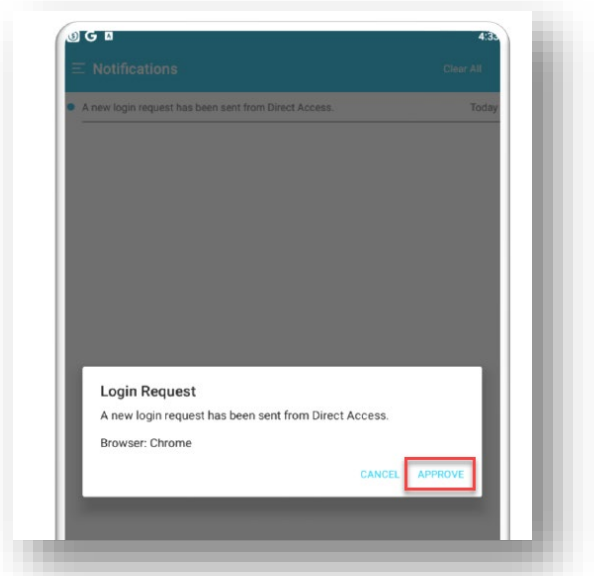 G
Notifications Clear All
A new login request has been sent from Direct Access. Today
Login Request
A new login request has been sent from Direct Access.
Browser: Chrome
CANCEL APPROVE